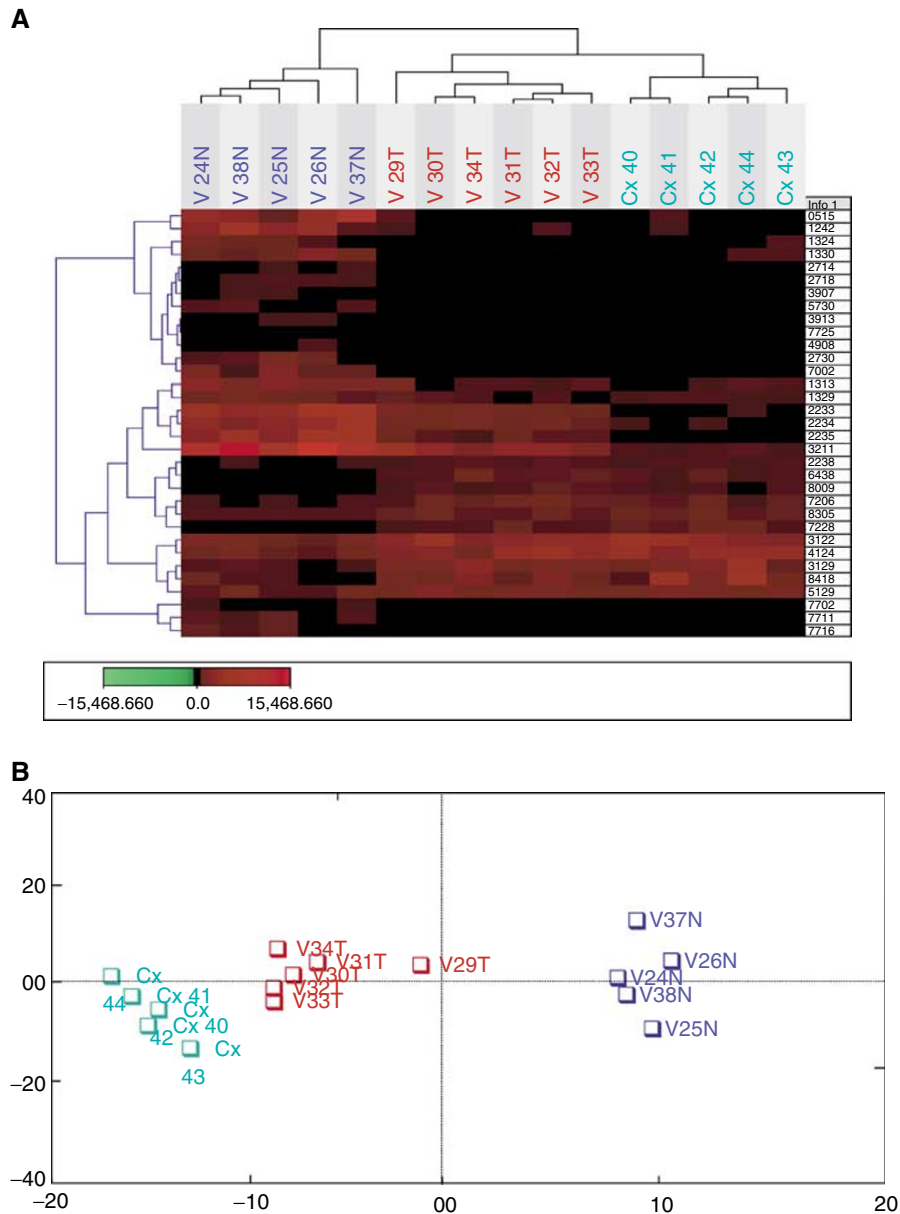 A
V 24N V 38N V 25N V 26N V 37N V 29T V 30T V 34T V 31T V 32T V 33T Cx 40 Cx 41 Cx 42 Cx 44 Cx 43
Info 1
0515
1242
1324
1330
2714
2718
3907
5730
3913
7725
4908
2730
7002
1313
1329
2233
2234
2235
3211
2238
6438
8009
7206
8305
7228
3122
4124
3129
8418
5129
7702
7711
7716
−15,468.660 0.0 15,468.660
B
40
20
00
−20
−40
V37N
V34T
V31T
V29T
V26N
Cx
V30T
V24N
44
Cx 41
V32T
V38N
Cx
V33T
42
Cx 40
V25N
Cx
43
−20 −10 00 10 20